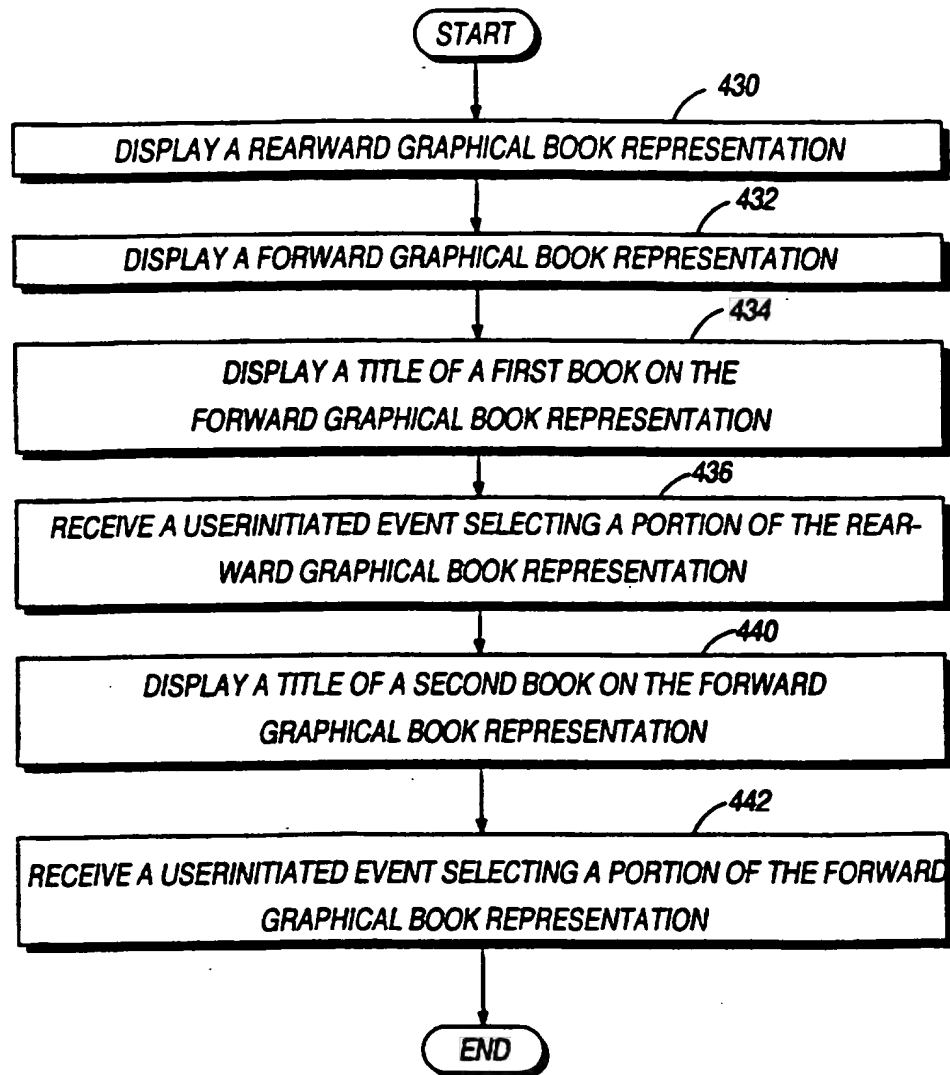 START
430
DISPLAY A REARWARD GRAPHICAL BOOK REPRESENTATION
432
DISPLAY A FORWARD GRAPHICAL BOOK REPRESENTATION
434
DISPLAY A TITLE OF A FIRST BOOK ON THE
FORWARD GRAPHICAL BOOK REPRESENTATION
436
RECEIVE A USERINITIATED EVENT SELECTING A PORTION OF THE REAR-
WARD GRAPHICAL BOOK REPRESENTATION
440
DISPLAY A TITLE OF A SECOND BOOK ON THE FORWARD
GRAPHICAL BOOK REPRESENTATION
442
RECEIVE A USERINITIATED EVENT SELECTING A PORTION OF THE FORWARD
GRAPHICAL BOOK REPRESENTATION
END